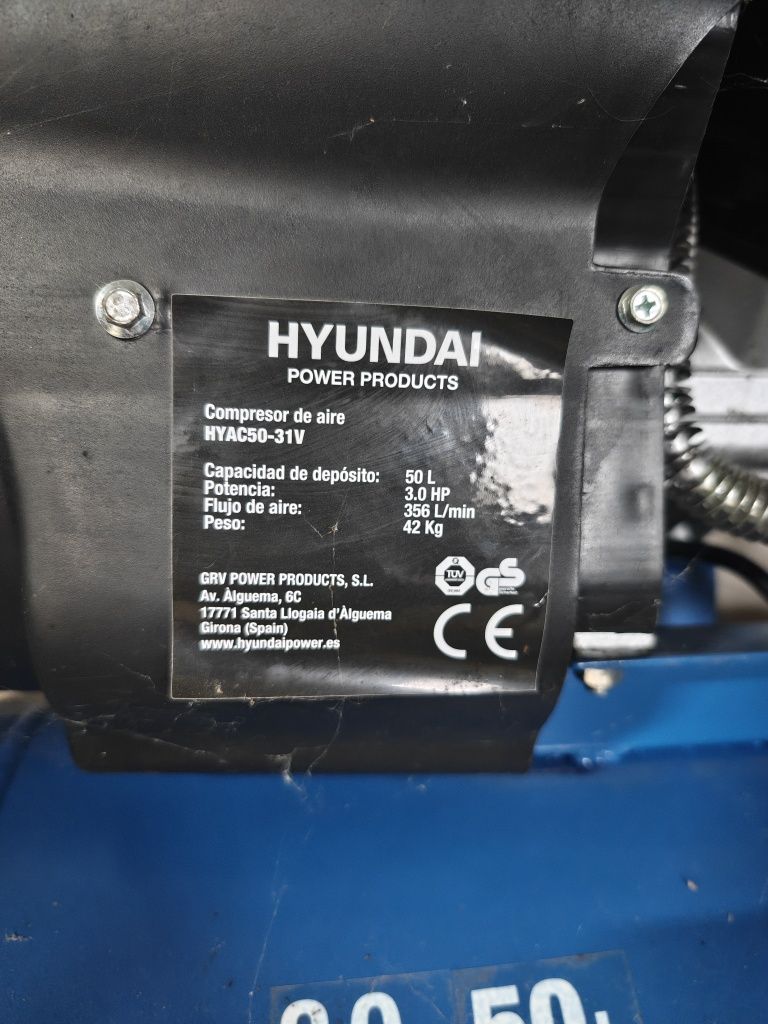 HYUNDAI
POWER PRODUCTS
Compresor de aire
HYAC50-31V
Capacidad de depósito: 50 L
Potencia: 3.0 HP
Flujo de aire: 356 L/min
Peso: 42 Kg
GRV POWER PRODUCTS, S.L.
Av. Àlguema, 6C
17771 Santa Llogaia d'Àlguema
Girona (Spain)
www.hyundaipower.es
TÜV GS
CE
50L